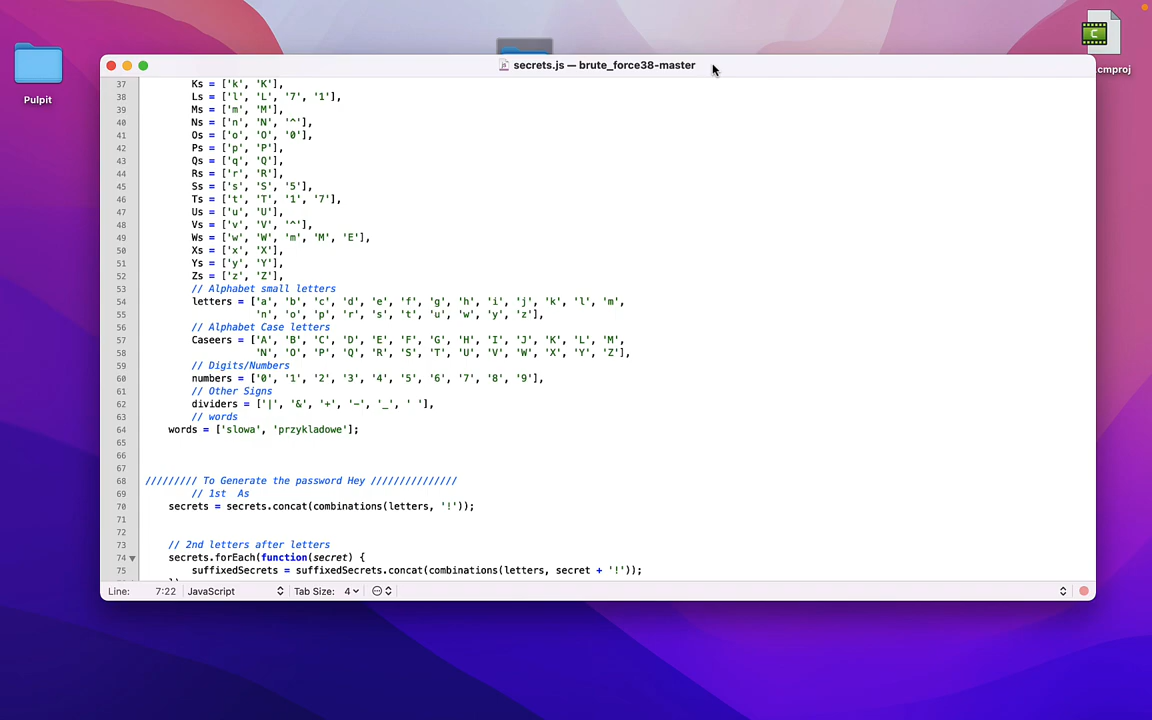 Pulpit
.cmproj
secrets.js — brute_force38-master
37 Ks = ['k', 'K'],
38 Ls = ['l', 'L', '7', '1'],
39 Ms = ['m', 'M'],
40 Ns = ['n', 'N', '^'],
41 Os = ['o', 'O', '0'],
42 Ps = ['p', 'P'],
43 Qs = ['q', 'Q'],
44 Rs = ['r', 'R'],
45 Ss = ['s', 'S', '5'],
46 Ts = ['t', 'T', '1', '7'],
47 Us = ['u', 'U'],
48 Vs = ['v', 'V', '^'],
49 Ws = ['w', 'W', 'm', 'M', 'E'],
50 Xs = ['x', 'X'],
51 Ys = ['y', 'Y'],
52 Zs = ['z', 'Z'],
53 // Alphabet small letters
54 letters = ['a', 'b', 'c', 'd', 'e', 'f', 'g', 'h', 'i', 'j', 'k', 'l', 'm',
55 'n', 'o', 'p', 'r', 's', 't', 'u', 'w', 'y', 'z'],
56 // Alphabet Case letters
57 Caseers = ['A', 'B', 'C', 'D', 'E', 'F', 'G', 'H', 'I', 'J', 'K', 'L', 'M',
58 'N', 'O', 'P', 'Q', 'R', 'S', 'T', 'U', 'V', 'W', 'X', 'Y', 'Z'],
59 // Digits/Numbers
60 numbers = ['0', '1', '2', '3', '4', '5', '6', '7', '8', '9'],
61 // Other Signs
62 dividers = ['|', '&', '+', '-', '_', ' '],
63 // words
64 words = ['slowa', 'przykladowe'];
65
66
67
68 ///////// To Generate the password Hey ///////////////
69 // 1st  As
70 secrets = secrets.concat(combinations(letters, '!'));
71
72
73 // 2nd letters after letters
74 secrets.forEach(function(secret) {
75 suffixedSecrets = suffixedSecrets.concat(combinations(letters, secret + '!'));
Line: 7:22 JavaScript Tab Size: 4